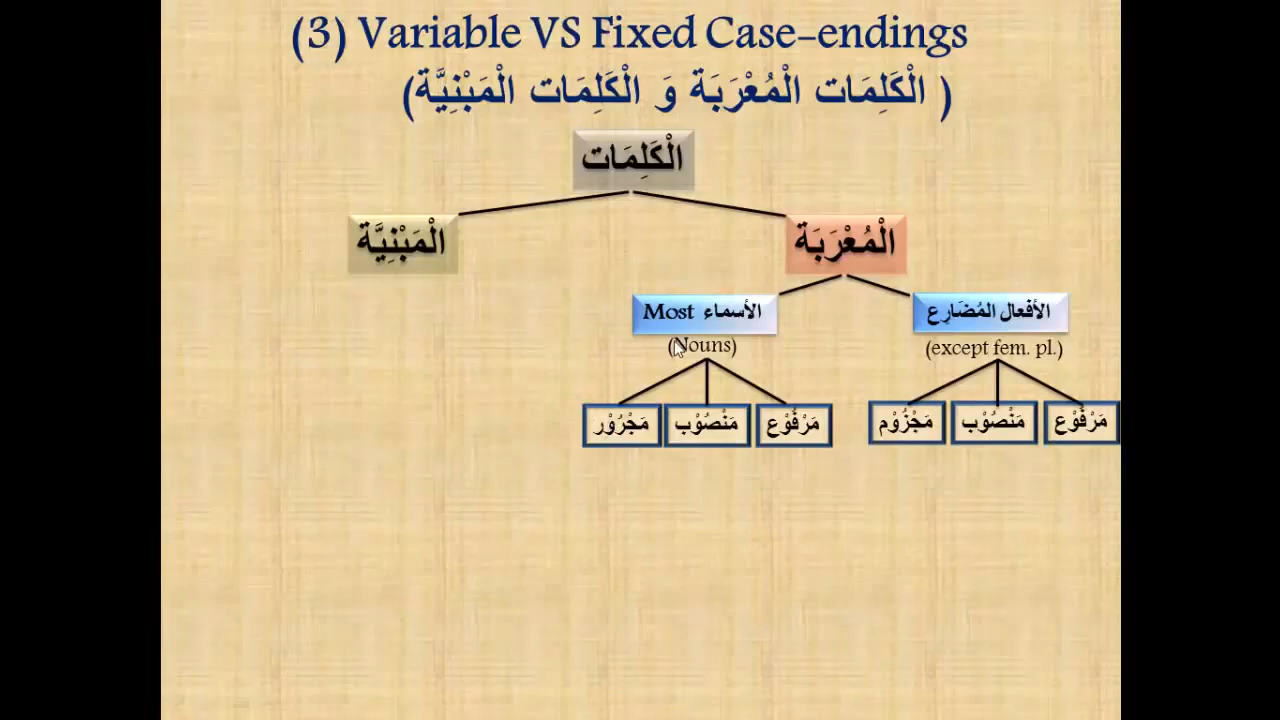 (3) Variable VS Fixed Case-endings
( الْكَلِمَات الْمُعْرَبَة وَ الْكَلِمَات الْمَبْنِيَّة)
الْكَلِمَات
الْمُعْرَبَة
الْمَبْنِيَّة
الأفعال المُضَارِع
(except fem. pl.)
Most الأسماء
(Nouns)
مَرْفُوْع
مَنْصُوْب
مَجْزُوْم
مَرْفُوْع
مَنْصُوْب
مَجْرُوْر